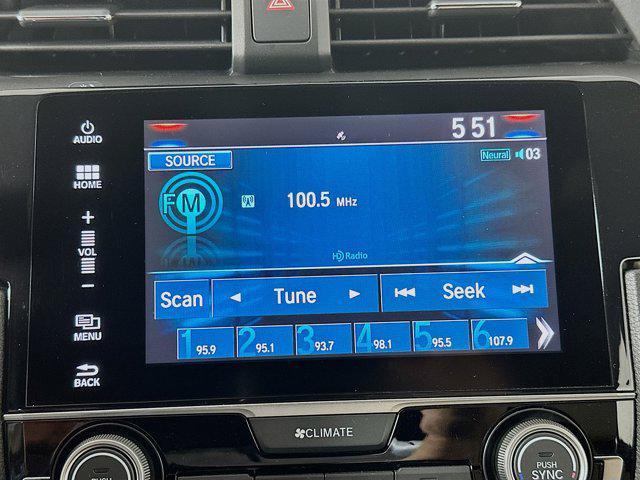 AUDIO
HOME
+
VOL
−
MENU
BACK
5 51
SOURCE
Neural 03
FM
100.5 MHz
HD Radio
Scan
Tune
Seek
1 95.9
2 95.1
3 93.7
4 98.1
5 95.5
6 107.9
CLIMATE
PUSH
PUSH
SYNC